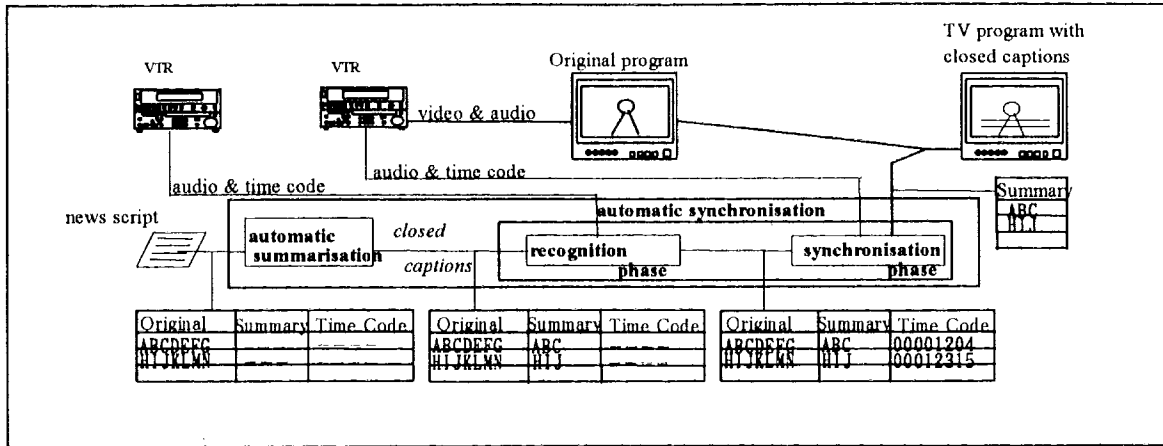 TV program with
closed captions
VTR
VTR
Original program
video & audio
audio & time code
audio & time code
news script
Summary
ABC
HIJ
automatic synchronisation
automatic
summarisation
closed
captions
recognition
phase
synchronisation
phase
Original Summary Time Code
ABCDEFG
HIJKLMN
Original Summary Time Code
ABCDEFG ABC
HIJKLMN HIJ
Original Summary Time Code
ABCDEFG ABC 00001204
HIJKLMN HIJ 00012315